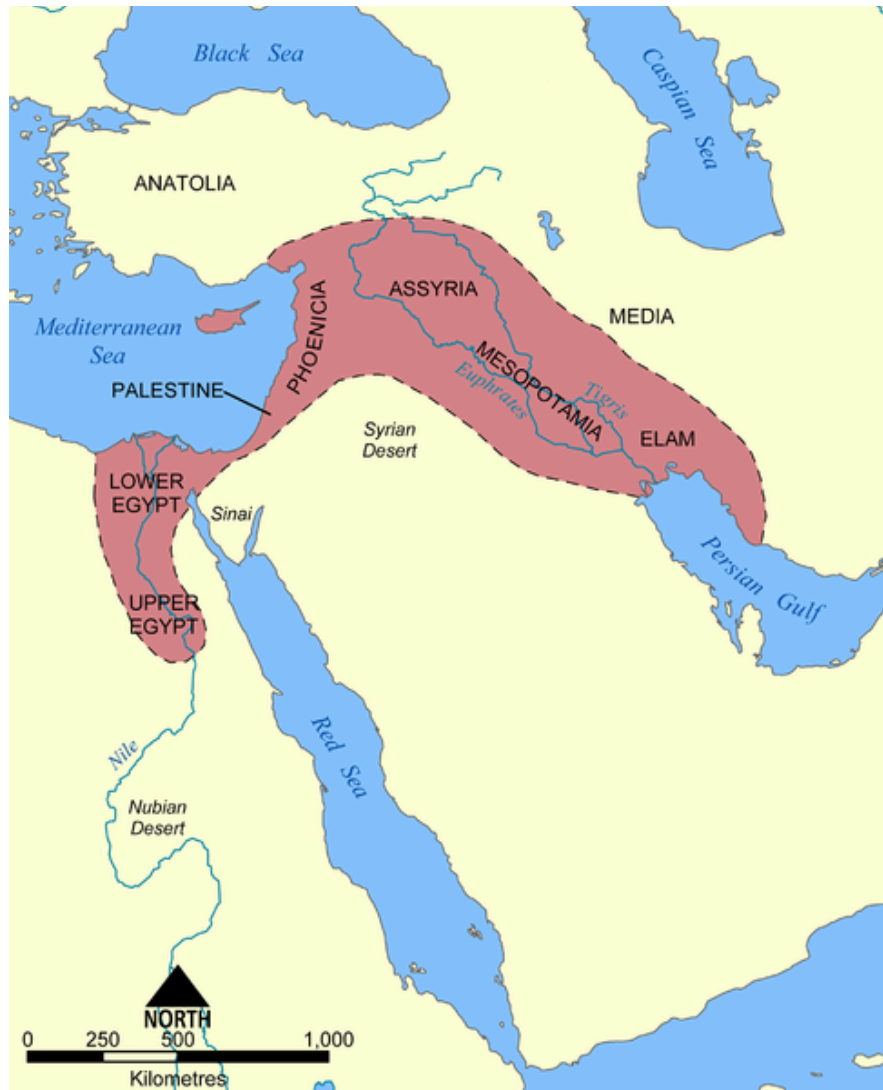 Black Sea
Caspian
Sea
ANATOLIA
ASSYRIA
MEDIA
PHOENICIA
Mediterranean
Sea
MESOPOTAMIA
Euphrates
Tigris
PALESTINE
Syrian
Desert
ELAM
LOWER
EGYPT
Sinai
Persian Gulf
UPPER
EGYPT
Red Sea
Nile
Nubian
Desert
NORTH
0 250 500 1,000
Kilometres